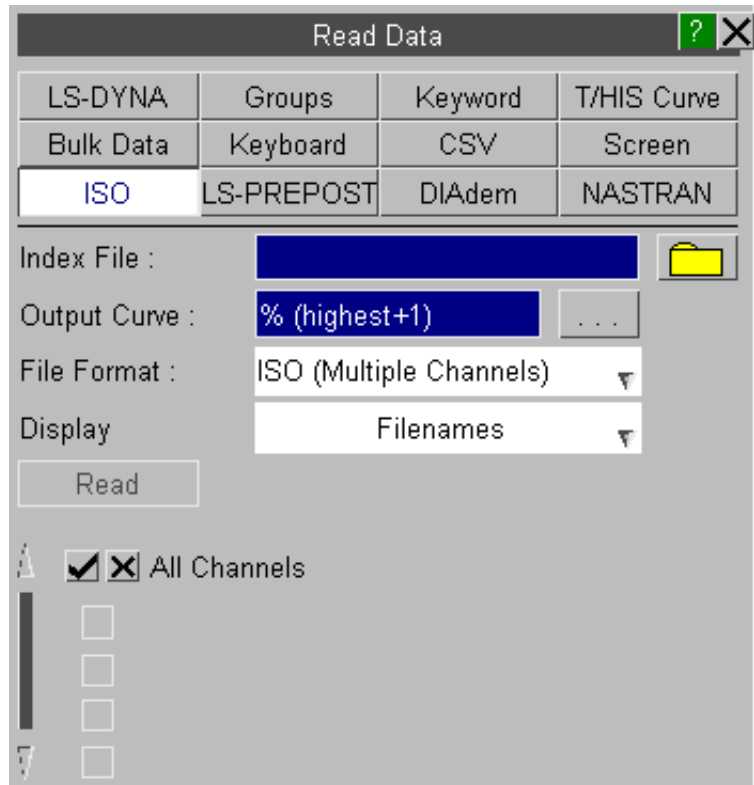 Read Data ?
LS-DYNA Groups Keyword T/HIS Curve
Bulk Data Keyboard CSV Screen
ISO LS-PREPOST DIAdem NASTRAN
Index File :
Output Curve : % (highest+1) . . .
File Format : ISO (Multiple Channels)
Display Filenames
Read
All Channels